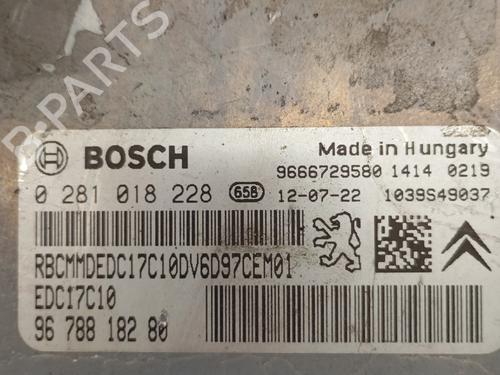 B-PARTS
BOSCH
Made in Hungary
9666729580 1414 0219
0 281 018 228 658 12-07-22 1039S49037
RBCMMDEDC17C10DV6D97CEM01
EDC17C10
96 788 182 80